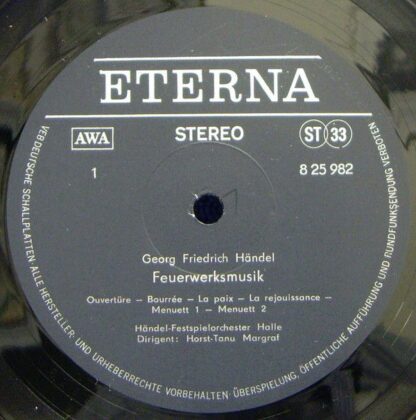 ETERNA
AWA
STEREO
ST 33
1
8 25 982
Georg Friedrich Händel
Feuerwerksmusik
Ouvertüre – Bourrée – La paix – La rejouissance –
Menuett 1 – Menuett 2
Händel-Festspielorchester Halle
Dirigent: Horst-Tanu Margraf
VEB DEUTSCHE SCHALLPLATTEN · ALLE HERSTELLER- UND URHEBERRECHTE VORBEHALTEN · ÜBERSPIELUNG, ÖFFENTLICHE AUFFÜHRUNG UND RUNDFUNKSENDUNG VERBOTEN